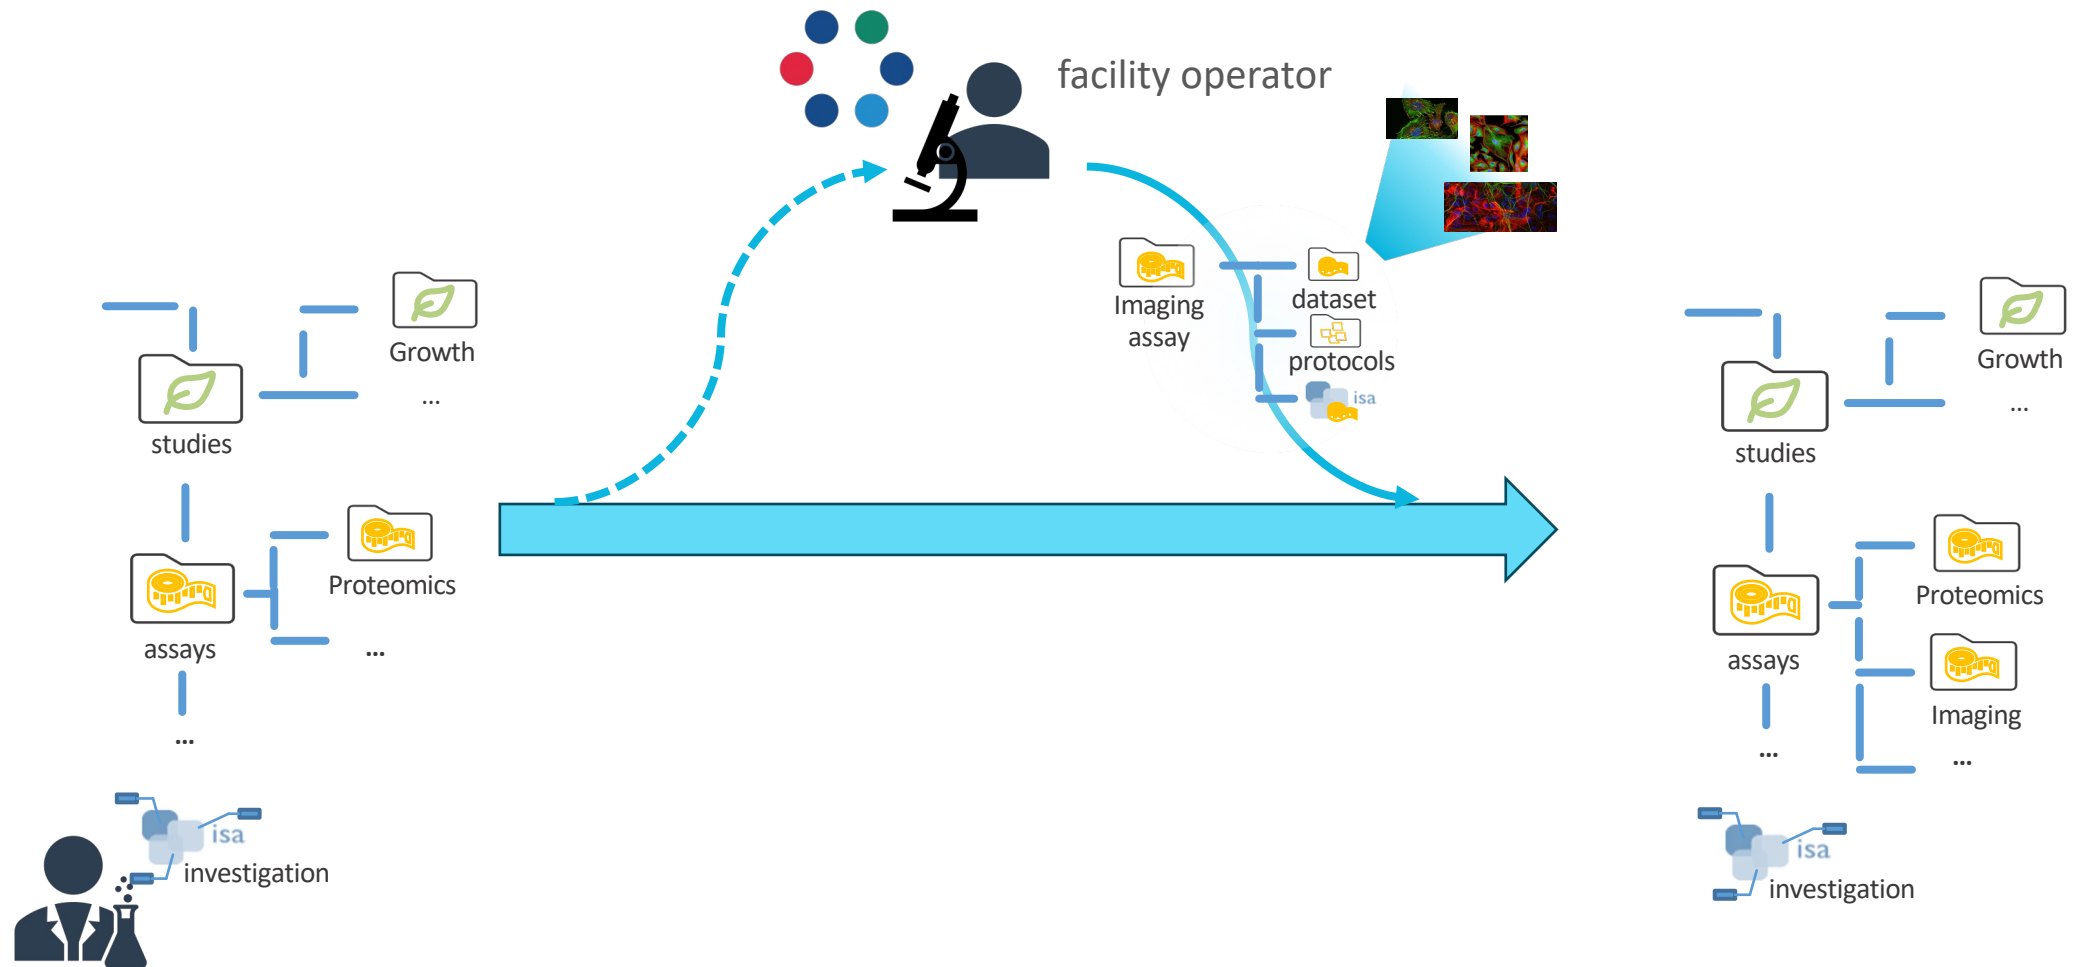 facility operator
Growth
...
studies
Proteomics
assays
...
...
isa
investigation
Imaging
assay
dataset
protocols
isa
Growth
...
studies
Proteomics
assays
Imaging
...
...
isa
investigation